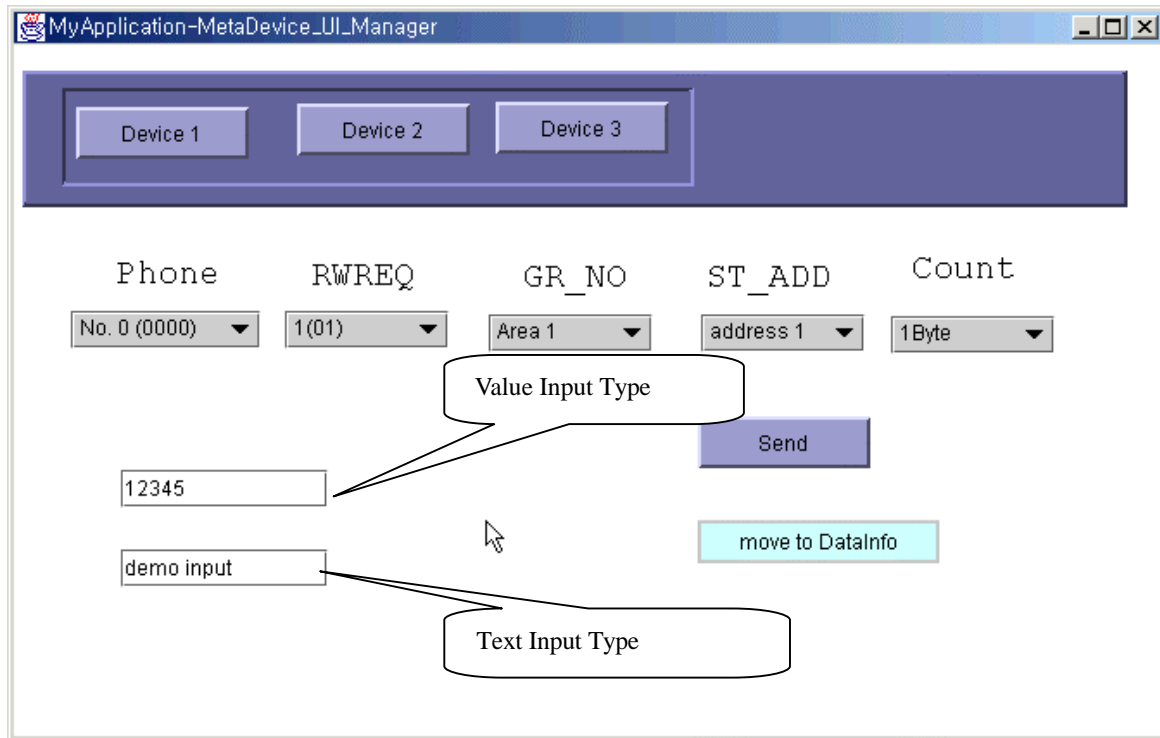 MyApplication-MetaDevice_UI_Manager
Device 1
Device 2
Device 3
Phone
RWREQ
GR_NO
ST_ADD
Count
No. 0 (0000)
1(01)
Area 1
address 1
1Byte
Value Input Type
Send
12345
move to DataInfo
demo input
Text Input Type